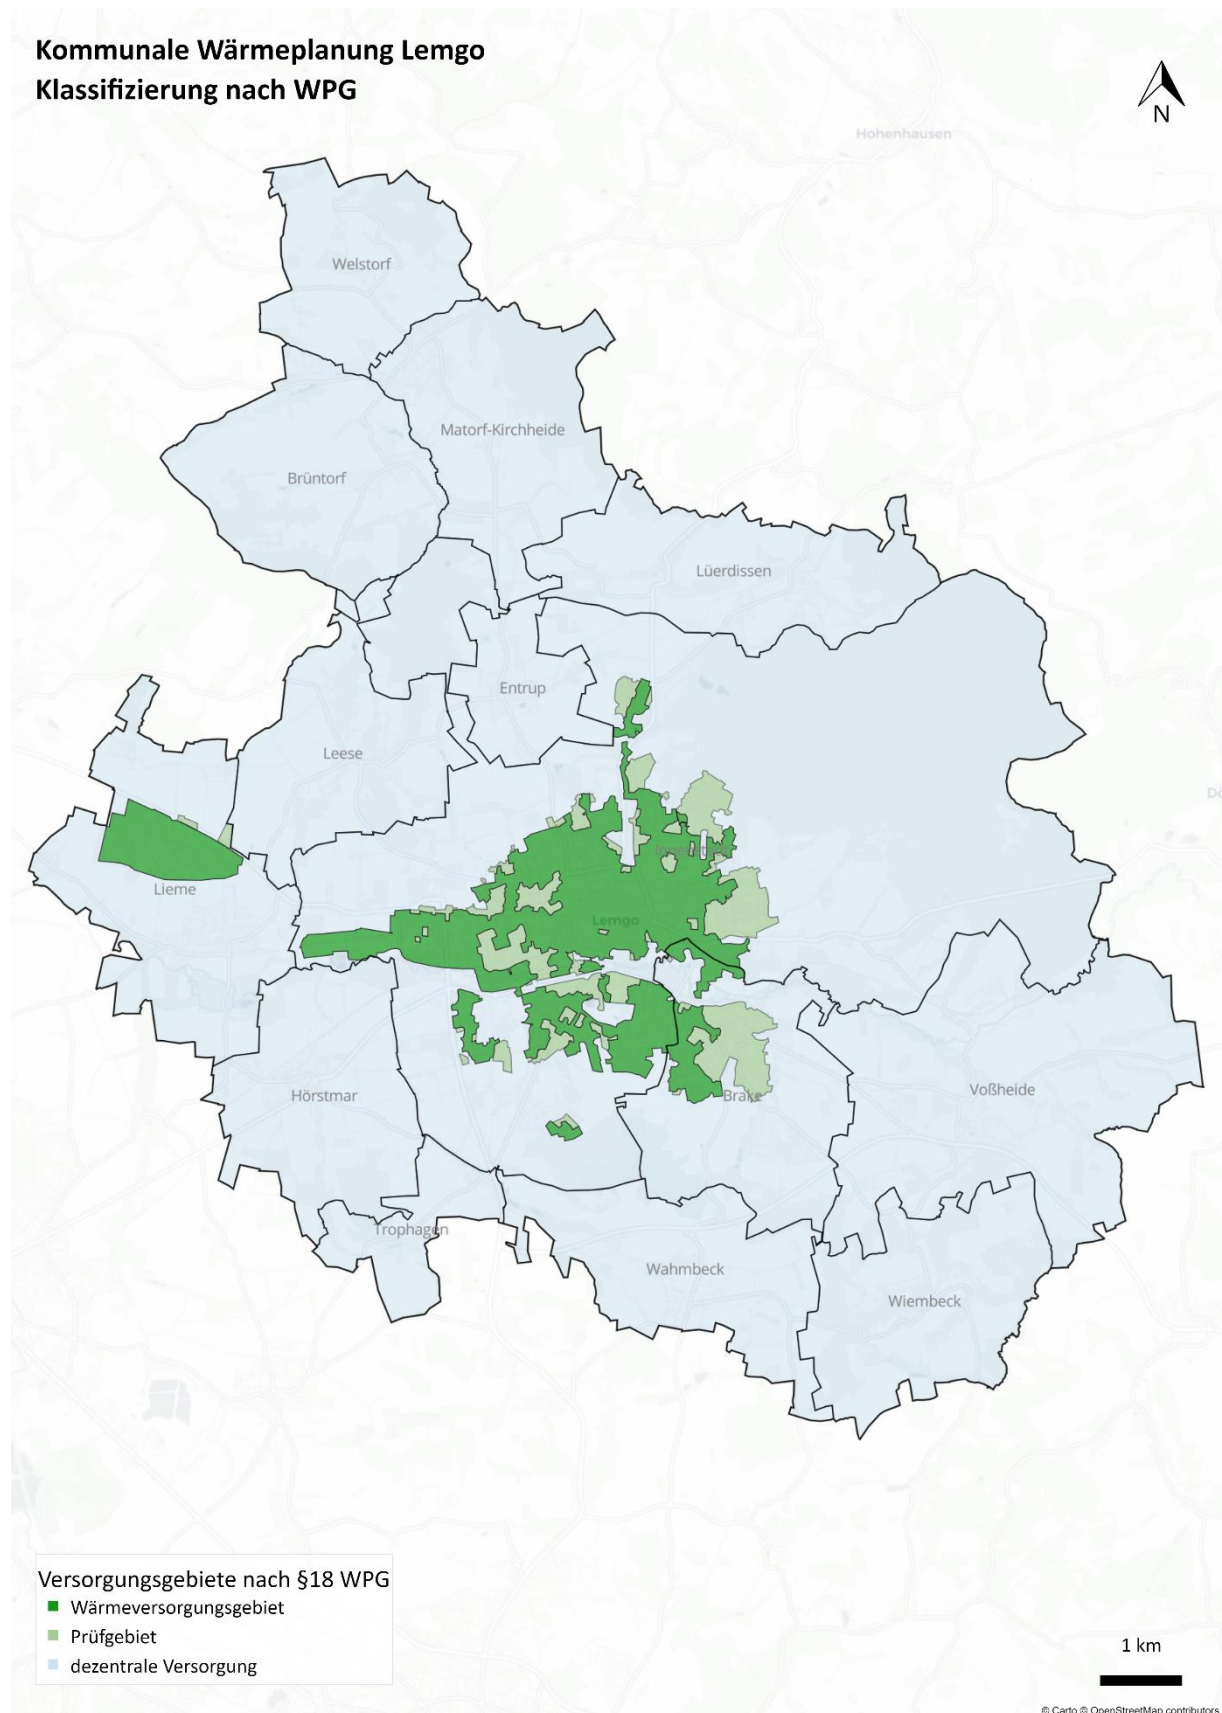 Kommunale Wärmeplanung Lemgo
Klassifizierung nach WPG
N
Hohenhausen
Welstorf
Matorf-Kirchheide
Brüntorf
Lüerdissen
Entrup
Leese
Lieme
Lemgo
Hörstmar
Brake
Voßheide
Trophagen
Wahmbeck
Wiembeck
Versorgungsgebiete nach §18 WPG
Wärmeversorgungsgebiet
Prüfgebiet
dezentrale Versorgung
1 km
© Carto © OpenStreetMap contributors